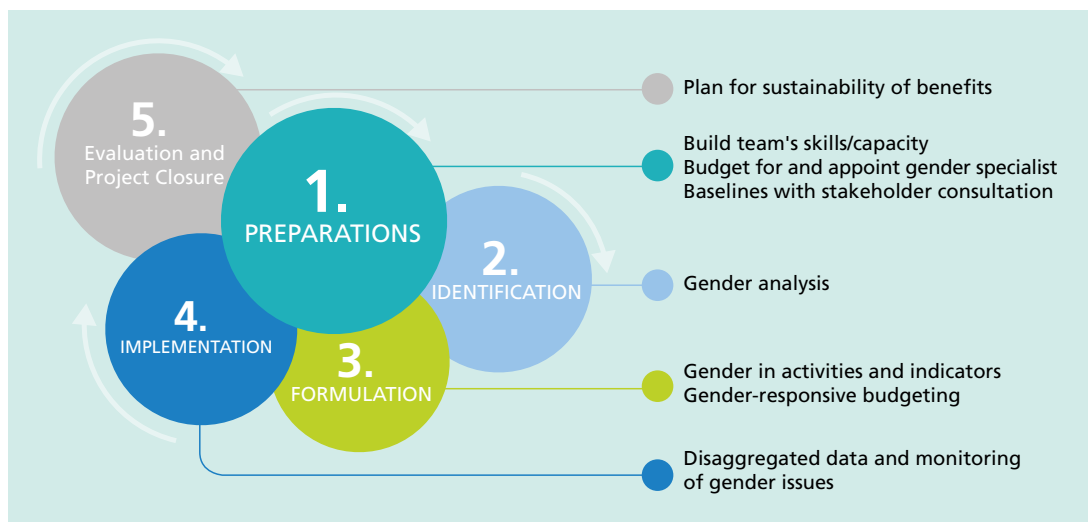 5.
Evaluation and
Project Closure
1.
PREPARATIONS
2.
IDENTIFICATION
4.
IMPLEMENTATION
3.
FORMULATION
Plan for sustainability of benefits
Build team's skills/capacity
Budget for and appoint gender specialist
Baselines with stakeholder consultation
Gender analysis
Gender in activities and indicators
Gender-responsive budgeting
Disaggregated data and monitoring
of gender issues